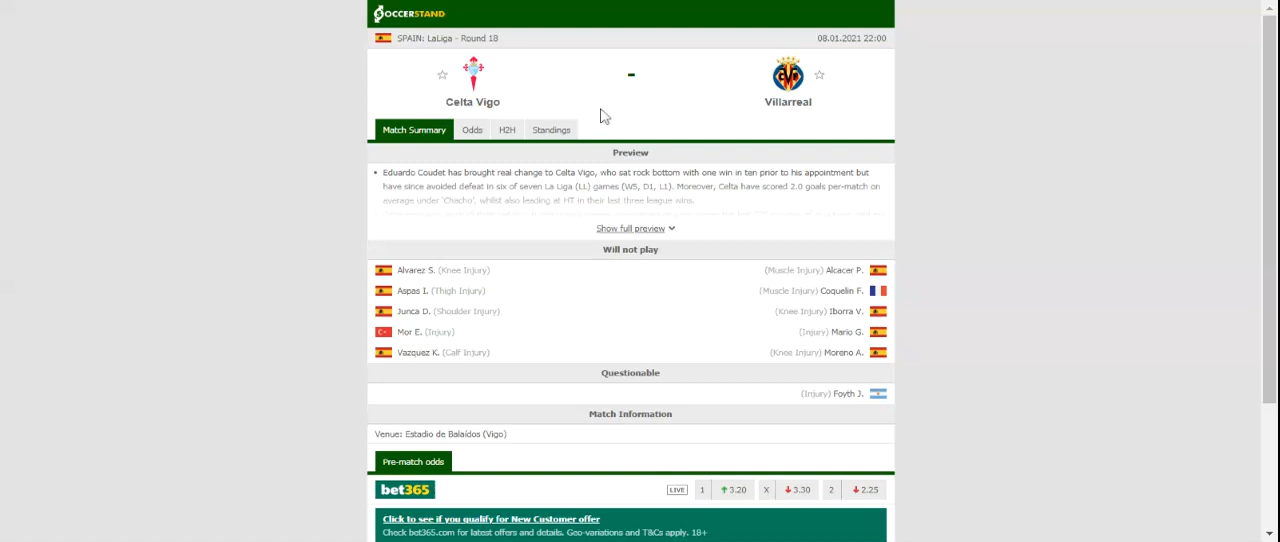 SOCCERSTAND
SPAIN: LaLiga - Round 18
08.01.2021 22:00
-
Celta Vigo
Villarreal
Match Summary
Odds
H2H
Standings
Preview
• Eduardo Coudet has brought real change to Celta Vigo, who sat rock bottom with one win in ten prior to his appointment but
have since avoided defeat in six of seven La Liga (LL) games (W5, D1, L1). Moreover, Celta have scored 2.0 goals per-match on
average under 'Chacho', whilst also leading at HT in their last three league wins.
Show full preview
Will not play
Alvarez S. (Knee Injury)
(Muscle Injury) Alcacer P.
Aspas I. (Thigh Injury)
(Muscle Injury) Coquelin F.
Junca D. (Shoulder Injury)
(Knee Injury) Iborra V.
Mor E. (Injury)
(Injury) Mario G.
Vazquez K. (Calf Injury)
(Knee Injury) Moreno A.
Questionable
(Injury) Foyth J.
Match Information
Venue: Estadio de Balaídos (Vigo)
Pre-match odds
bet365
LIVE
1
3.20
X
3.30
2
2.25
Click to see if you qualify for New Customer offer
Check bet365.com for latest offers and details. Geo-variations and T&Cs apply. 18+